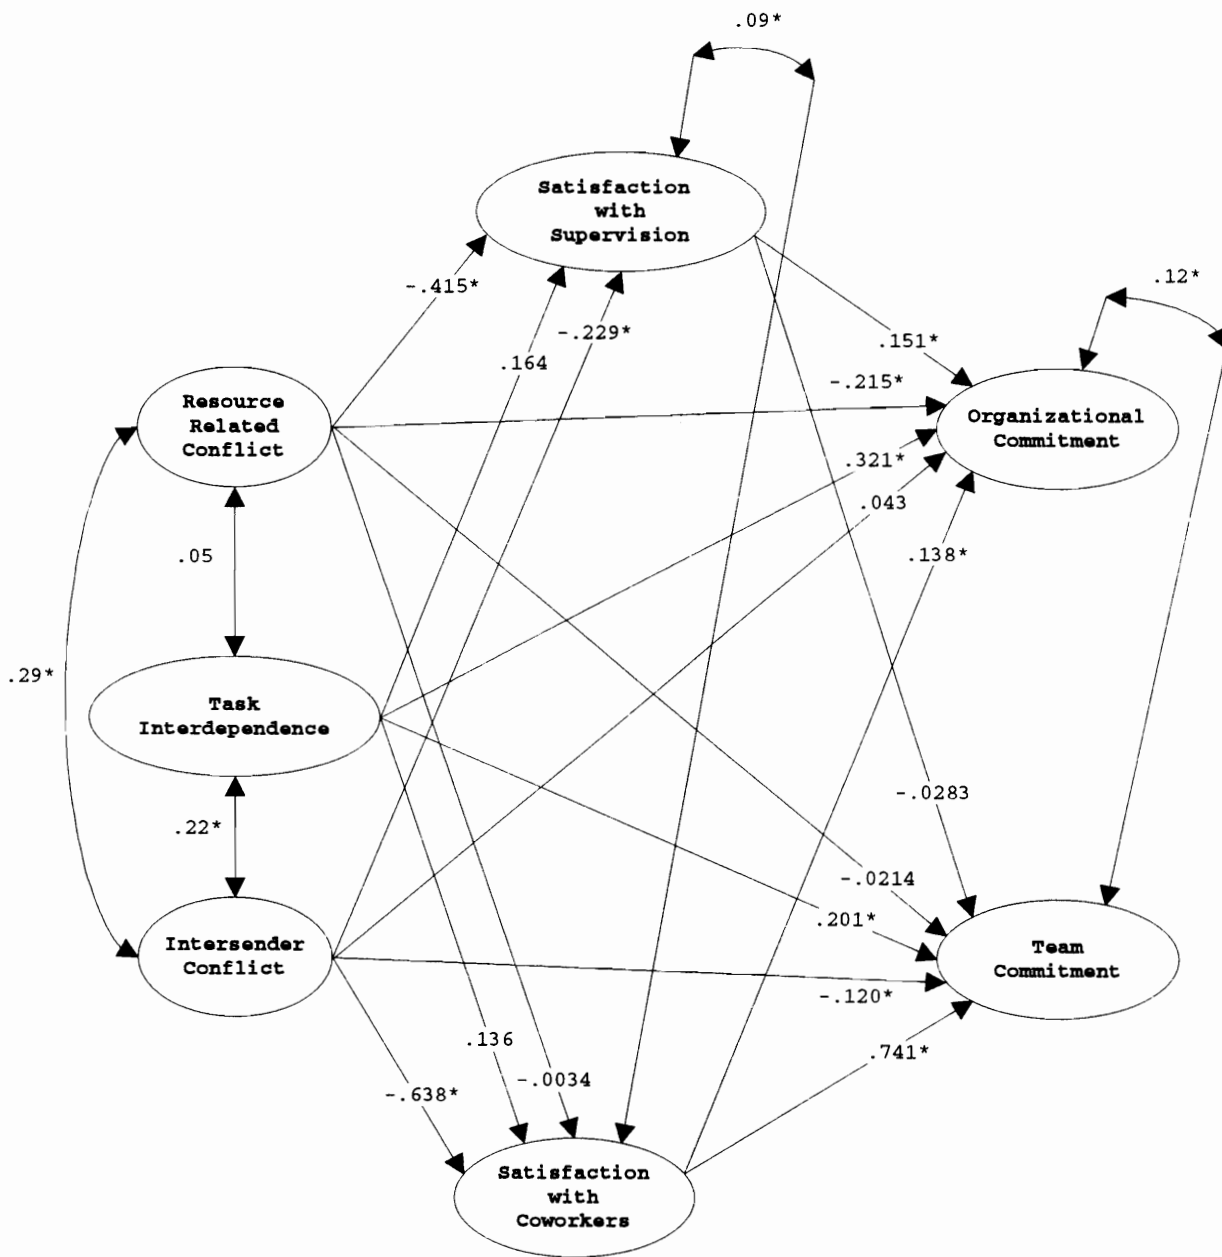 .09*
Satisfaction
with
Supervision
.12*
-.415*
-.229*
.151*
.164
-.215*
Resource
Related
Conflict
Organizational
Commitment
.321*
.043
.05
.138*
.29*
Task
Interdependence
-.0283
.22*
-.0214
.201*
Intersender
Conflict
Team
Commitment
-.120*
.136
.741*
-.0034
-.638*
Satisfaction
with
Coworkers